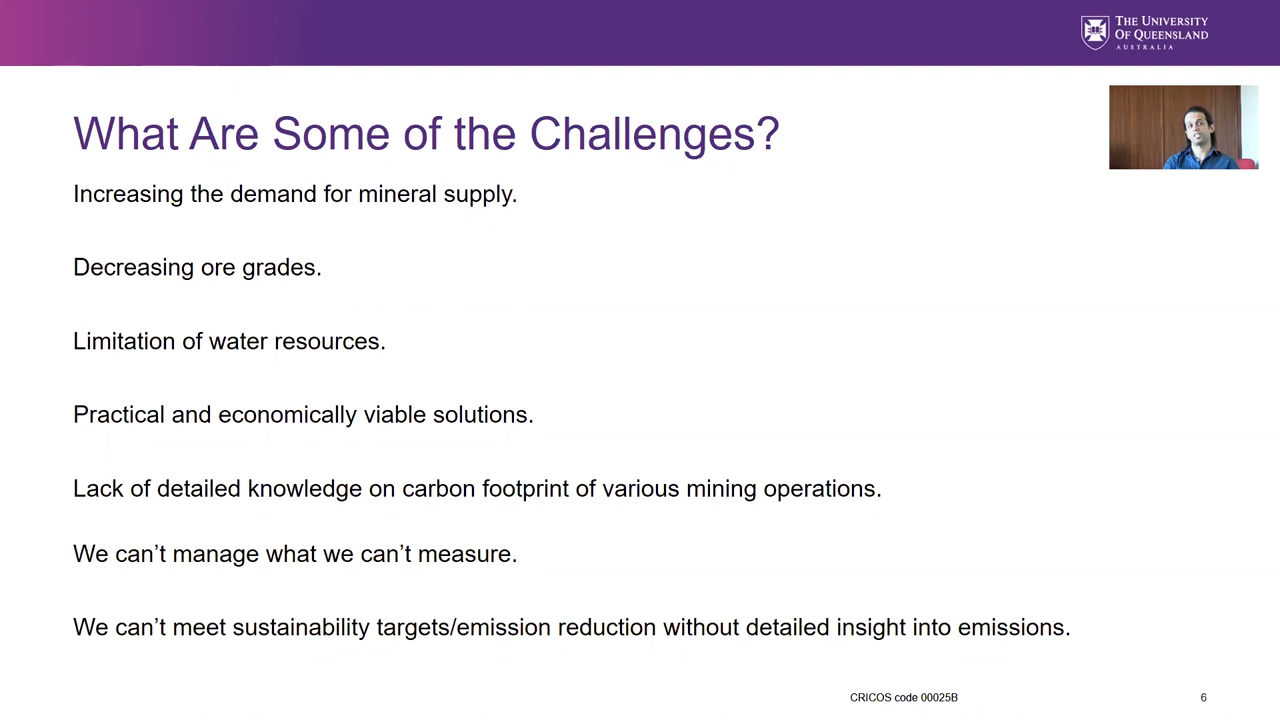 THE UNIVERSITY
OF QUEENSLAND
AUSTRALIA
What Are Some of the Challenges?
Increasing the demand for mineral supply.
Decreasing ore grades.
Limitation of water resources.
Practical and economically viable solutions.
Lack of detailed knowledge on carbon footprint of various mining operations.
We can’t manage what we can’t measure.
We can’t meet sustainability targets/emission reduction without detailed insight into emissions.
CRICOS code 00025B
6